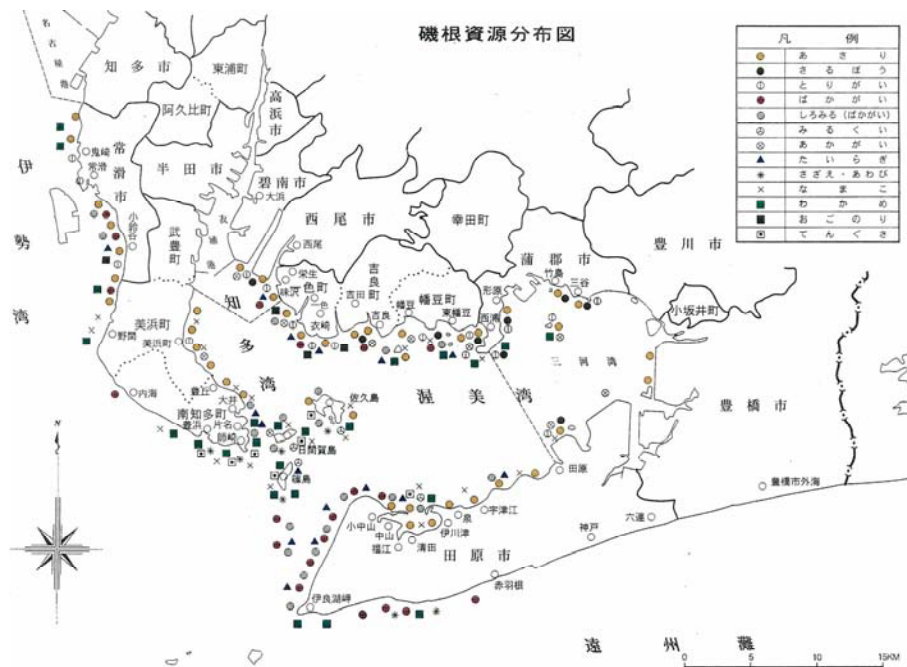 磯根資源分布図
凡 例
あさり
さるぼう
とりがい
ばかがい
しろみる(ばかがい)
みるくい
あかがい
たいらぎ
さざえ・あわび
なまこ
わかめ
おごのり
てんぐさ
知多市
東浦町
阿久比町
高浜市
常滑市
鬼崎
常滑
半田市
碧南市
大浜
西尾市
幸田町
蒲郡市
豊川市
小鈴谷
武豊町
西尾
栄生
味沢
一色町
一色
衣崎
吉良町
吉田
吉良
幡豆町
幡豆
東幡豆
形原
西浦
竹島
三谷
小坂井町
三河湾
伊勢湾
知多湾
渥美湾
美浜町
美浜町
野間
内海
豊丘
大井
南知多町
豊浜
片名
師崎
佐久島
日間賀島
篠島
豊橋市
田原
豊橋市外海
六連
神戸
宇津江
泉
伊川津
小中山
中山
福江
清田
田原市
赤羽根
伊良湖岬
遠州灘
N
0 5 10 15KM